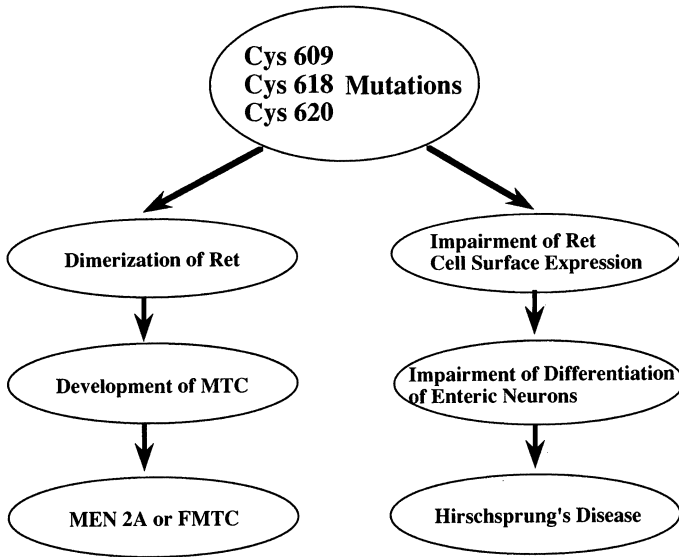 Cys 609
Cys 618 Mutations
Cys 620
Dimerization of Ret
Impairment of Ret
Cell Surface Expression
Development of MTC
Impairment of Differentiation
of Enteric Neurons
MEN 2A or FMTC
Hirschsprung's Disease